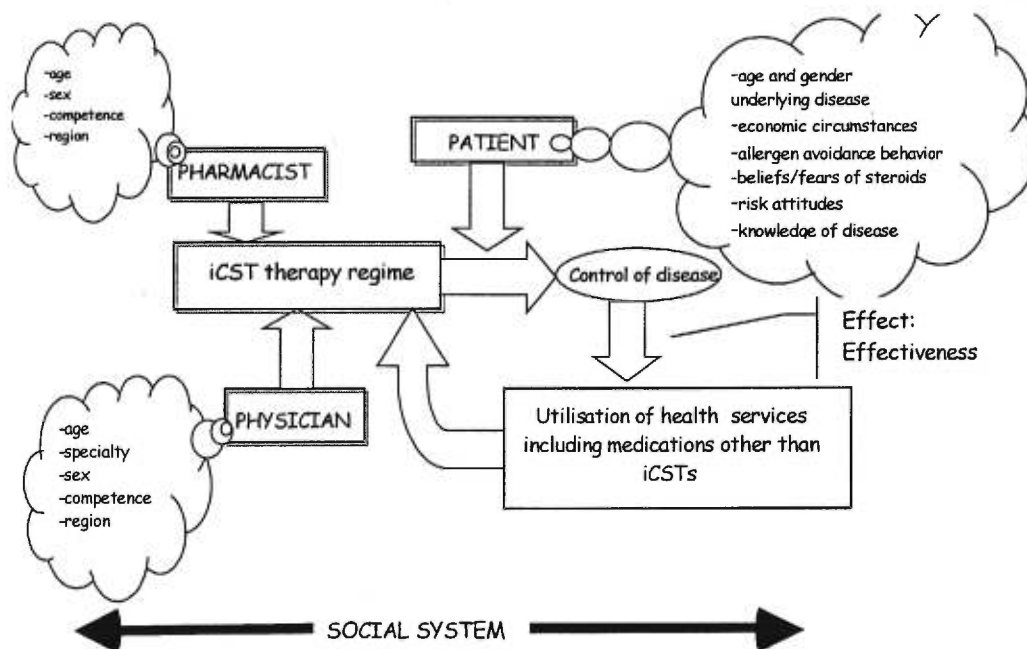 -age
-sex
-competence
-region
PHARMACIST
PATIENT
-age and gender
underlying disease
-economic circumstances
-allergen avoidance behavior
-beliefs/fears of steroids
-risk attitudes
-knowledge of disease
iCST therapy regime
Control of disease
Effect:
Effectiveness
PHYSICIAN
-age
-specialty
-sex
-competence
-region
Utilisation of health services
including medications other than
iCSTs
SOCIAL SYSTEM